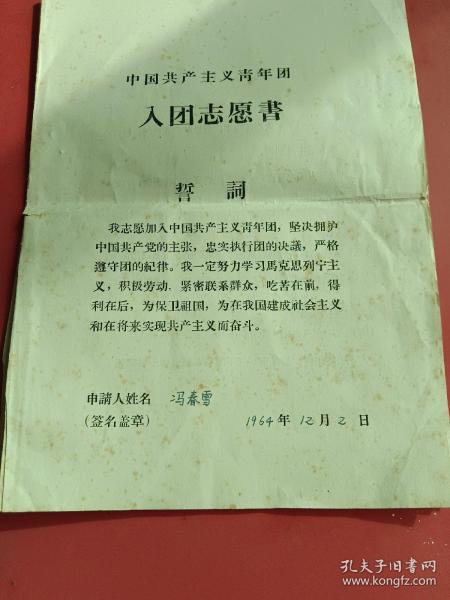 中国共产主义青年团
入团志愿書
誓詞
我志愿加入中国共产主义青年团，坚决拥护
中国共产党的主张，忠实执行团的决議，严格
遵守团的紀律。我一定努力学习馬克思列宁主
义，积极劳动，紧密联系群众，吃苦在前，得
利在后，为保卫祖国，为在我国建成社会主义
和在将来实现共产主义而奋斗。
申請人姓名 冯春雪
(签名盖章) 1964年12月2日
孔夫子旧书网
www.kongfz.com